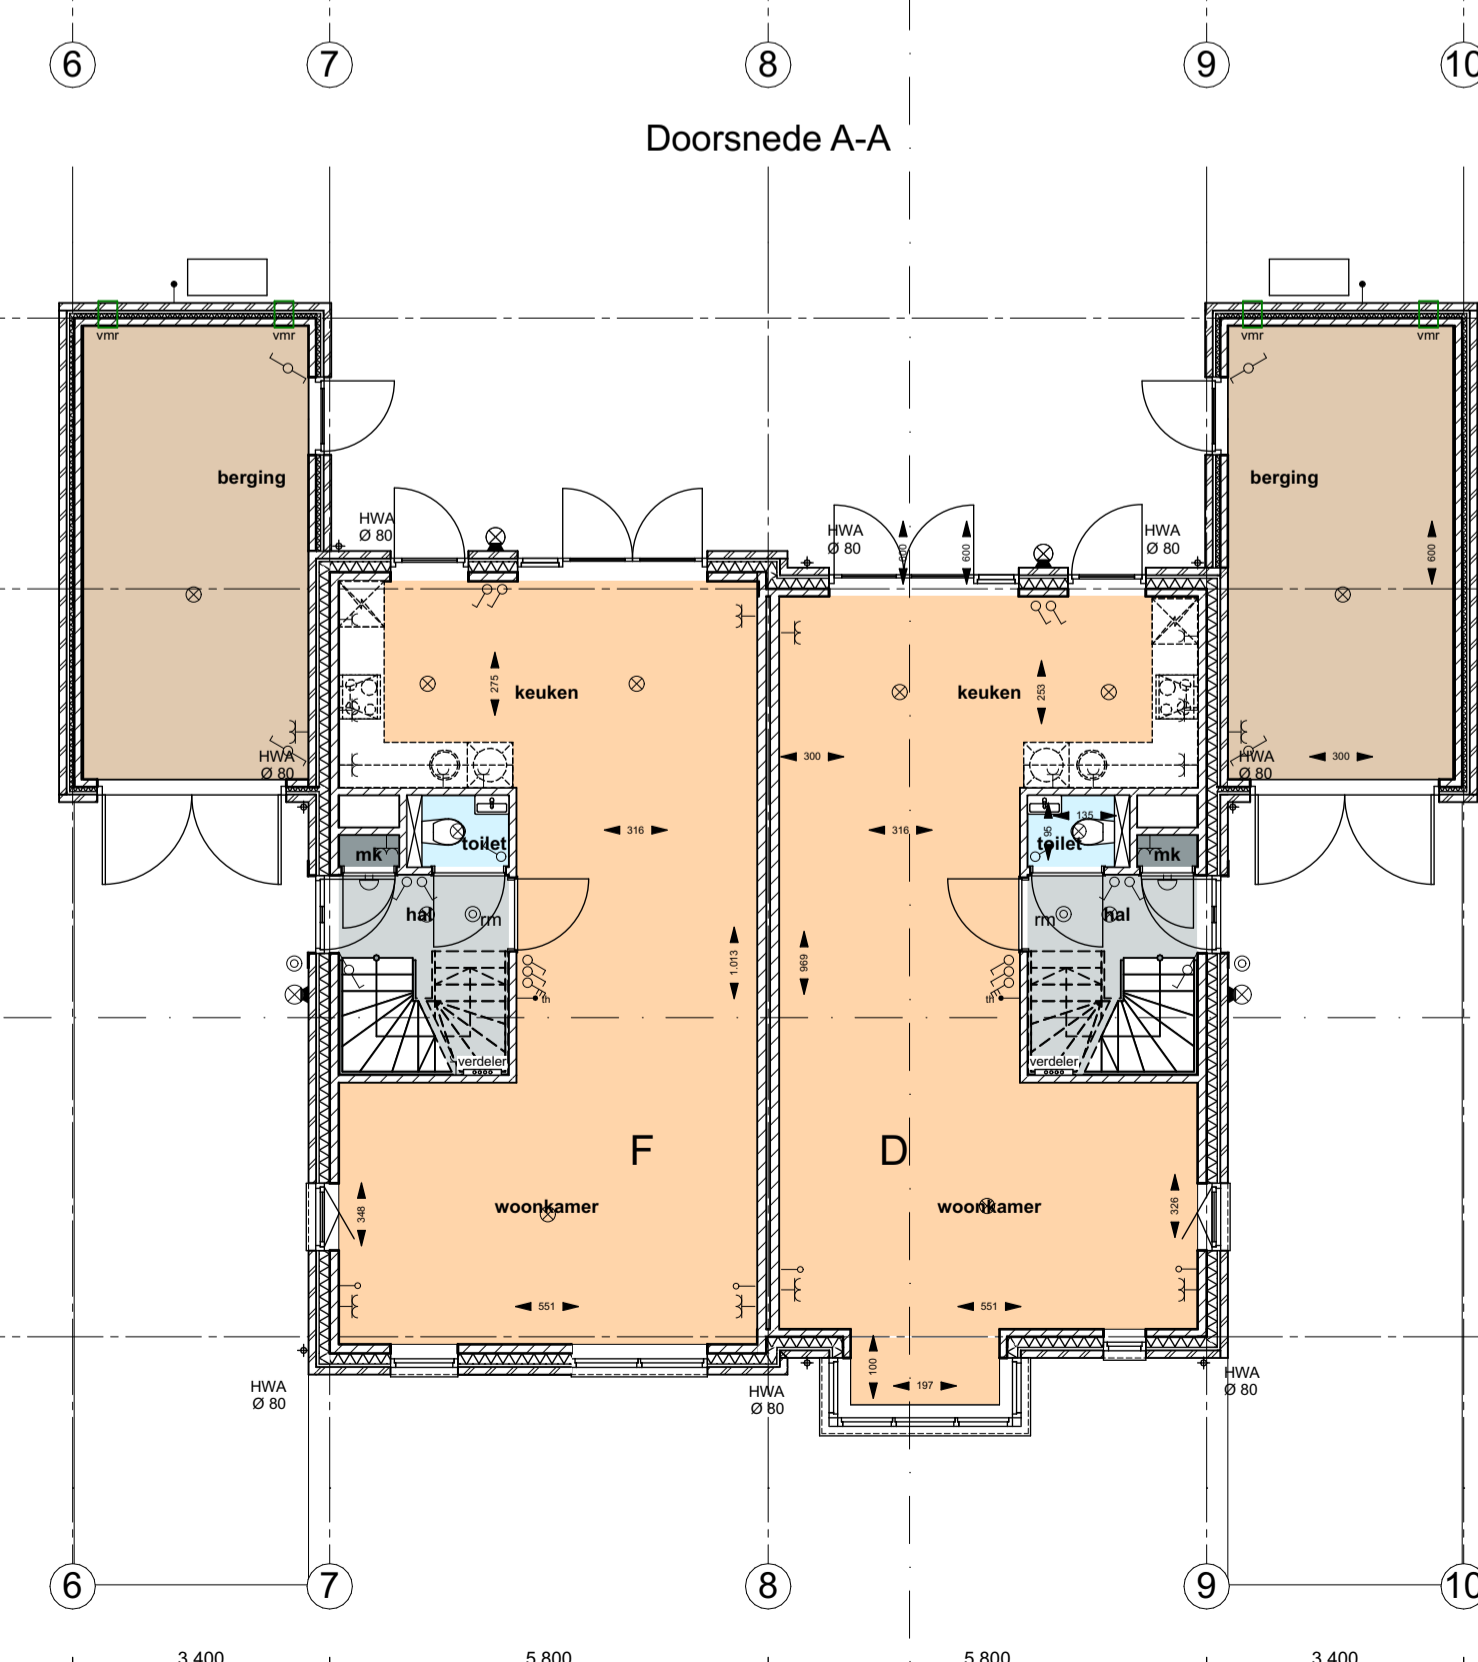 6 7 8 9 10
Doorsnede A-A
vmr vmr vmr vmr
berging berging
HWA
Ø 80
HWA
Ø 80
HWA
Ø 80
600 600 600
275 keuken keuken 253
HWA
Ø 80
300
HWA
Ø 80
300
316 316
135
95
mk toilet toilet mk
hal rm rm hal
1.013 969
th th
verdeler verdeler
F D
348 woonkamer woonkamer 326
551 551
100
197
HWA
Ø 80
HWA
Ø 80
HWA
Ø 80
6 7 8 9 10
3.400 5.800 5.800 3.400